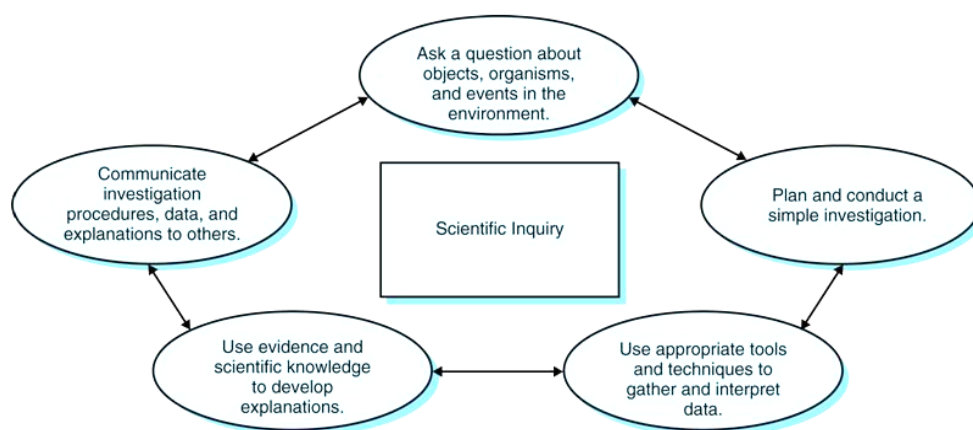 Ask a question about
objects, organisms,
and events in the
environment.
Communicate
investigation
procedures, data, and
explanations to others.
Plan and conduct a
simple investigation.
Scientific Inquiry
Use evidence and
scientific knowledge
to develop
explanations.
Use appropriate tools
and techniques to
gather and interpret
data.